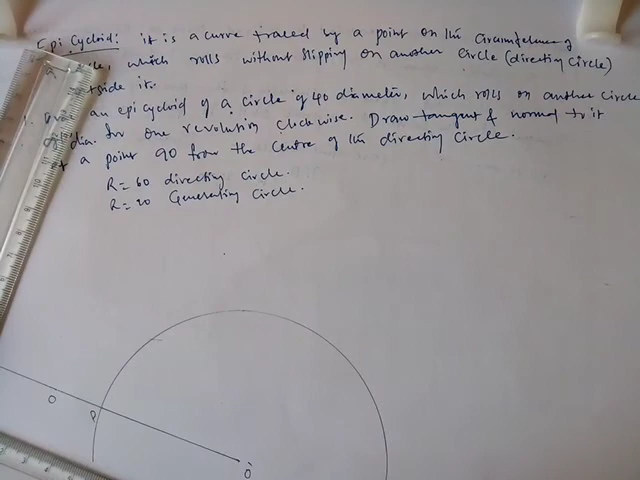 Epi Cycloid: it is a curve traced by a point on the circumference of
which rolls without slipping on another circle (directing circle)
it.
an epicycloid of a circle of 40 diameter, which rolls on another circle
dia. for one revolution clockwise. Draw tangent & normal to it
a point 90 from the centre of the directing circle.
R = 60 directing circle.
R = 20 Generating Circle.
O
P
O